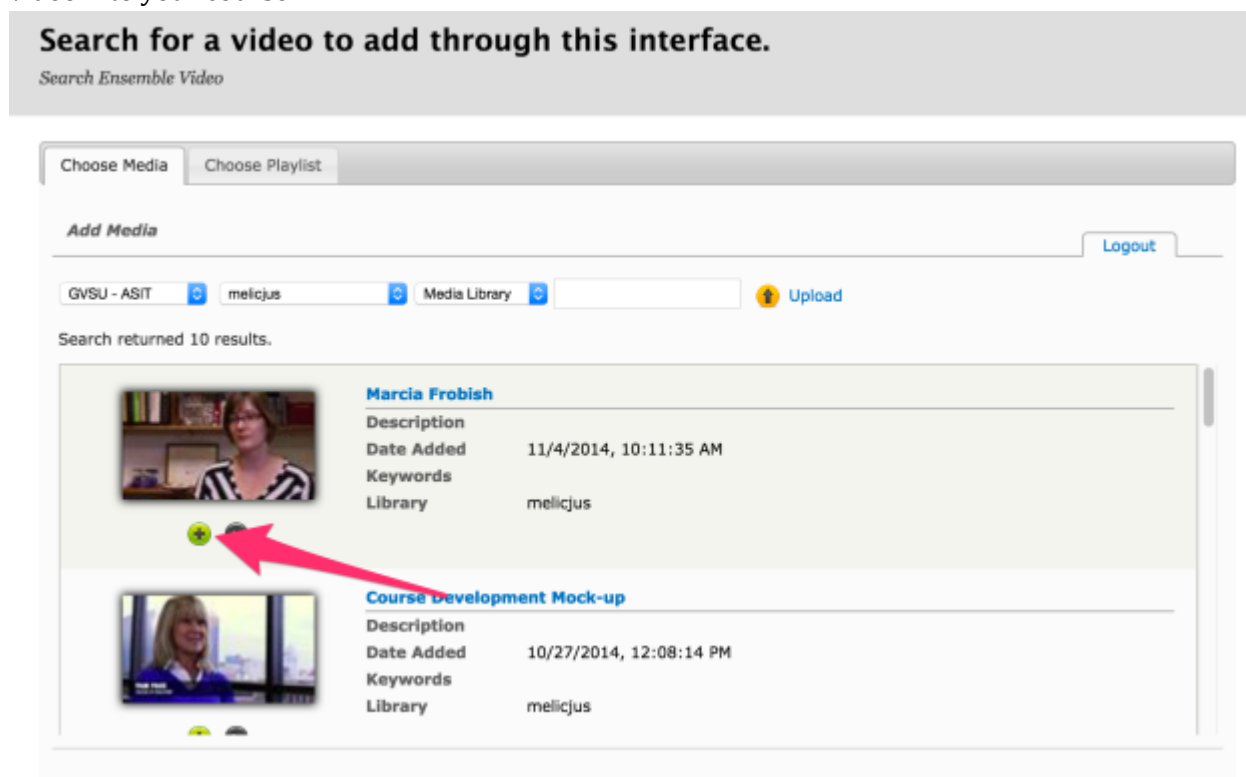 Search for a video to add through this interface.
Search Ensemble Video
Choose Media Choose Playlist
Add Media
Logout
GVSU - ASIT melicjus Media Library Upload
Search returned 10 results.
Marcia Frobish
Description
Date Added 11/4/2014, 10:11:35 AM
Keywords
Library melicjus
Course Development Mock-up
Description
Date Added 10/27/2014, 12:08:14 PM
Keywords
Library melicjus